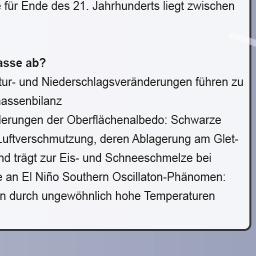 für Ende des 21. Jahrhunderts liegt zwischen
asse ab?
tur- und Niederschlagsveränderungen führen zu
assenbilanz
derungen der Oberflächenalbedo: Schwarze
Luftverschmutzung, deren Ablagerung am Glet-
nd trägt zur Eis- und Schneeschmelze bei
e an El Niño Southern Oscillaton-Phänomen:
n durch ungewöhnlich hohe Temperaturen